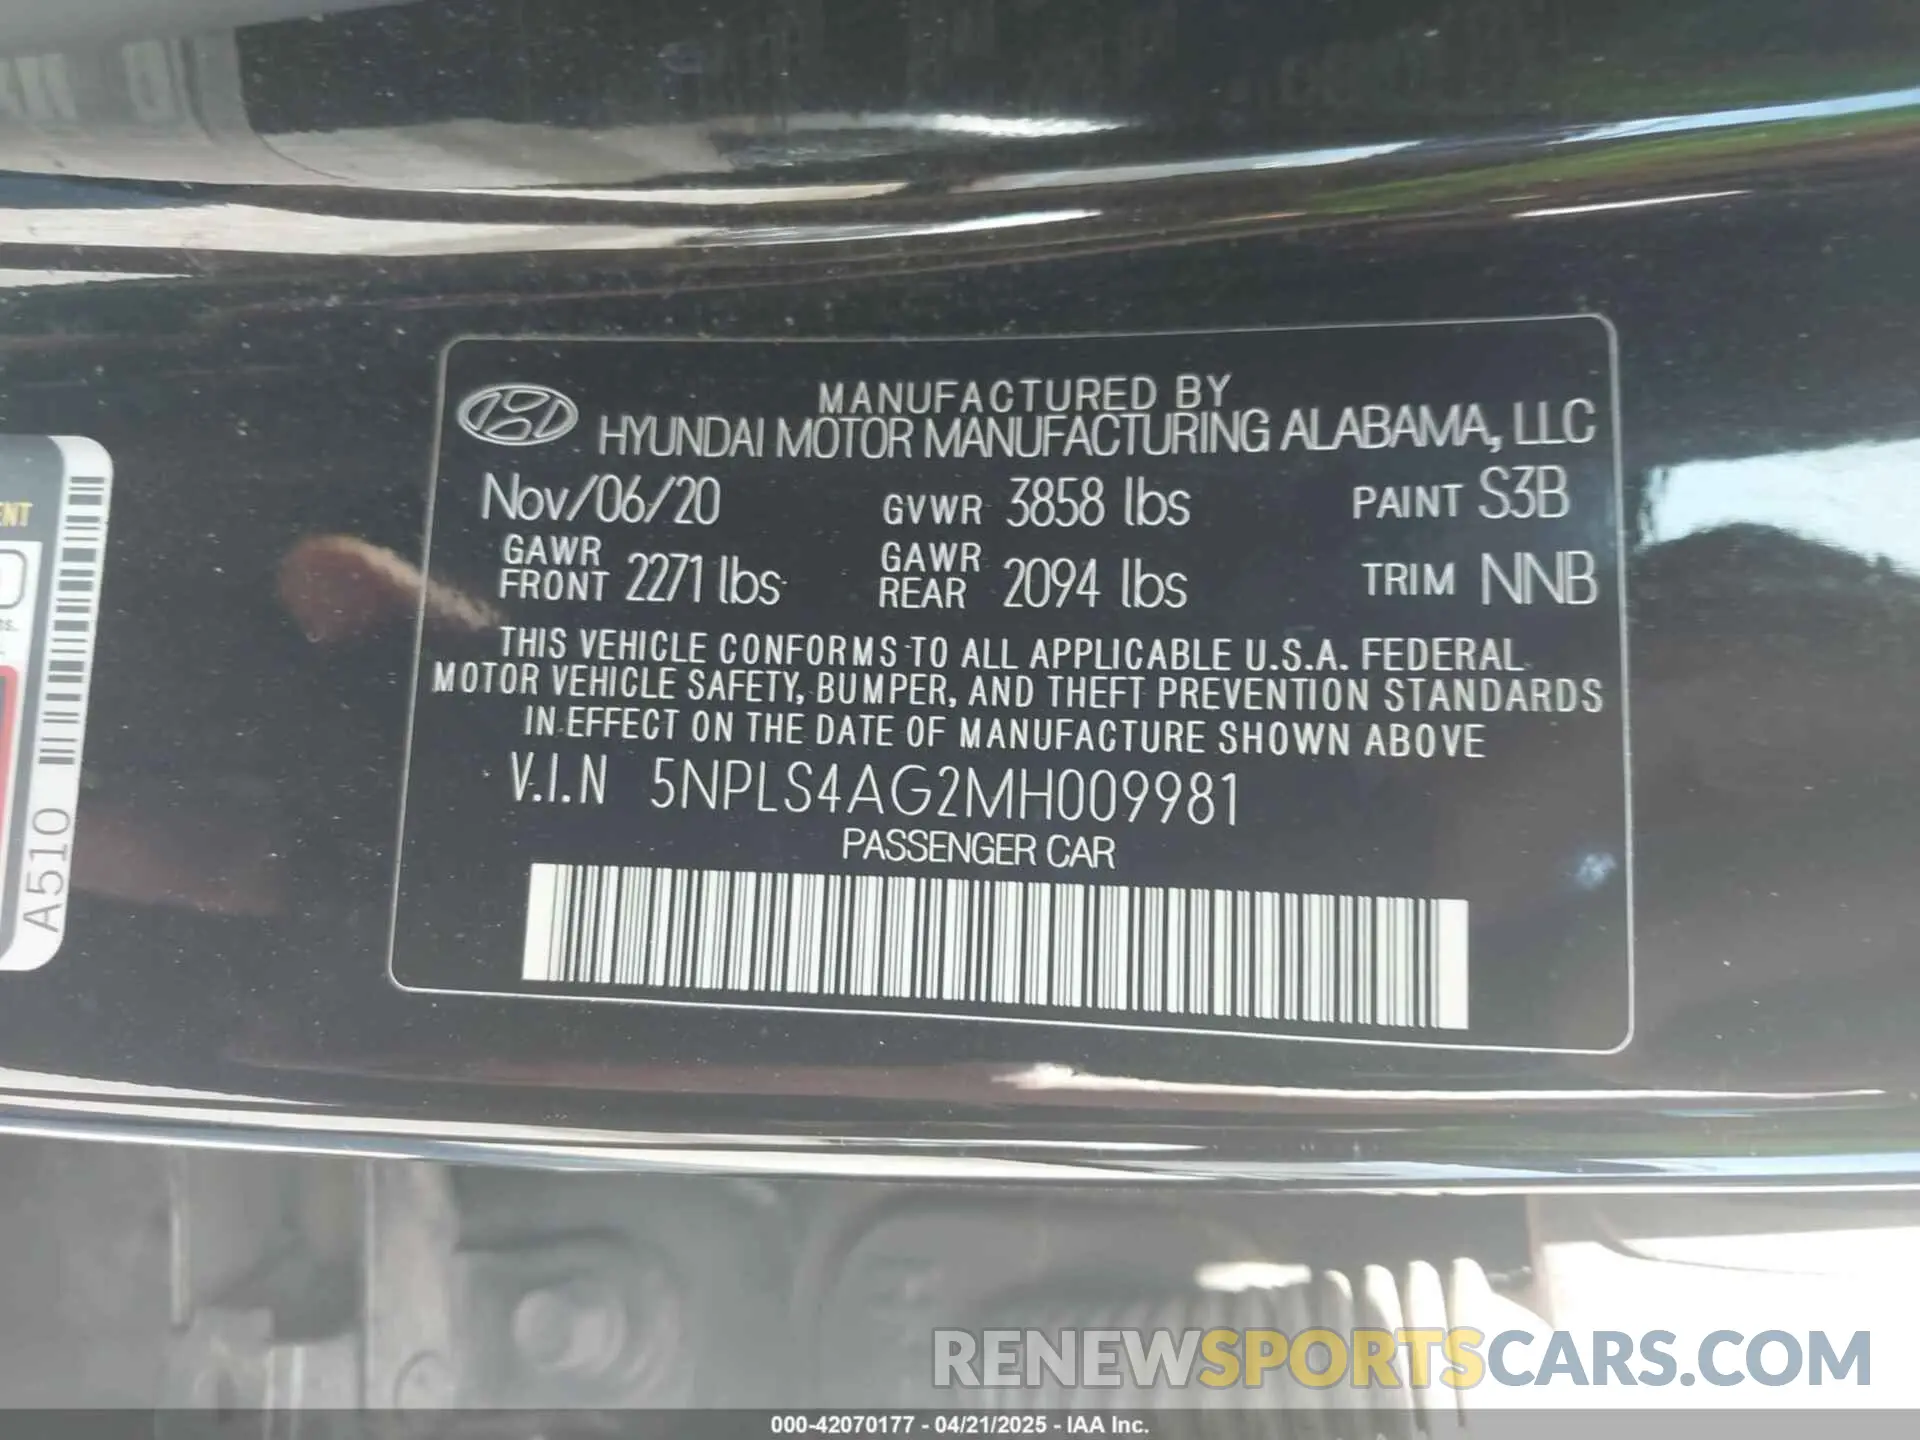 MANUFACTURED BY
HYUNDAI MOTOR MANUFACTURING ALABAMA, LLC
Nov/06/20 GVWR 3858 lbs PAINT S3B
GAWR FRONT 2271 lbs GAWR REAR 2094 lbs TRIM NNB
THIS VEHICLE CONFORMS TO ALL APPLICABLE U.S.A. FEDERAL
MOTOR VEHICLE SAFETY, BUMPER, AND THEFT PREVENTION STANDARDS
IN EFFECT ON THE DATE OF MANUFACTURE SHOWN ABOVE
V.I.N 5NPLS4AG2MH009981
PASSENGER CAR
A510
RENEWSPORTSCARS.COM
000-42070177 - 04/21/2025 - IAA Inc.